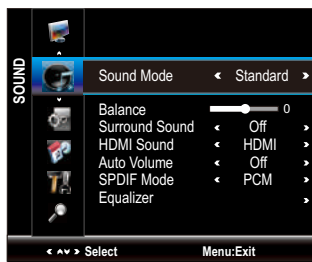 SOUND
Sound Mode Standard
Balance 0
Surround Sound Off
HDMI Sound HDMI
Auto Volume Off
SPDIF Mode PCM
Equalizer
Select Menu:Exit